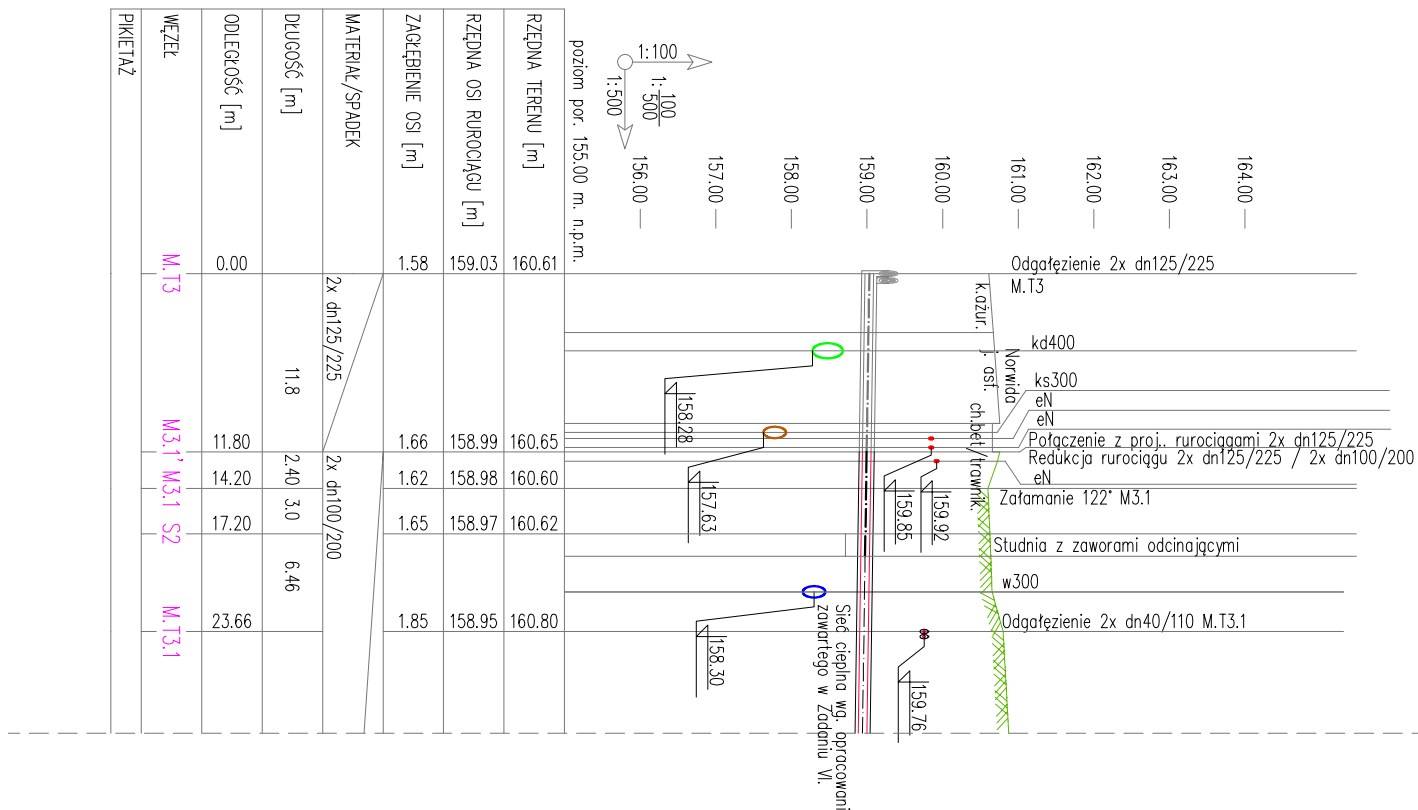 164.00
163.00
162.00
161.00
160.00
159.00
158.00
157.00
156.00
1:100
1: 100
500
1:500
poziom por. 155.00 m. n.p.m.
Odgałęzienie 2x dn125/225
M.T3
kd400
ks300
eN
eN
Połączenie z proj.. rurociągami 2x dn125/225
Redukcja rurociągu 2x dn125/225 / 2x dn100/200
eN
Załamanie 122° M3.1
Studnia z zaworami odcinającymi
w300
Odgałęzienie 2x dn40/110 M.T3.1
k.ażur.
Norwida
j. asf.
ch.bet/trawnik.
158.28
157.63
159.85
159.92
158.30
159.76
Sieć cieplna wg. opracowani
zawartego w Zadaniu VI.
RZĘDNA TERENU [m]
160.61
160.65
160.60
160.62
160.80
RZĘDNA OSI RUROCIĄGU [m]
159.03
158.99
158.98
158.97
158.95
ZAGŁĘBIENIE OSI [m]
1.58
1.66
1.62
1.65
1.85
MATERIAŁ/SPADEK
2x dn125/225
2x dn100/200
DŁUGOŚĆ [m]
11.8
2.40
3.0
6.46
ODLEGŁOŚĆ [m]
0.00
11.80
14.20
17.20
23.66
WĘZEŁ
M.T3
M3.1'
M3.1
S2
M.T3.1
PIKIETAŻ